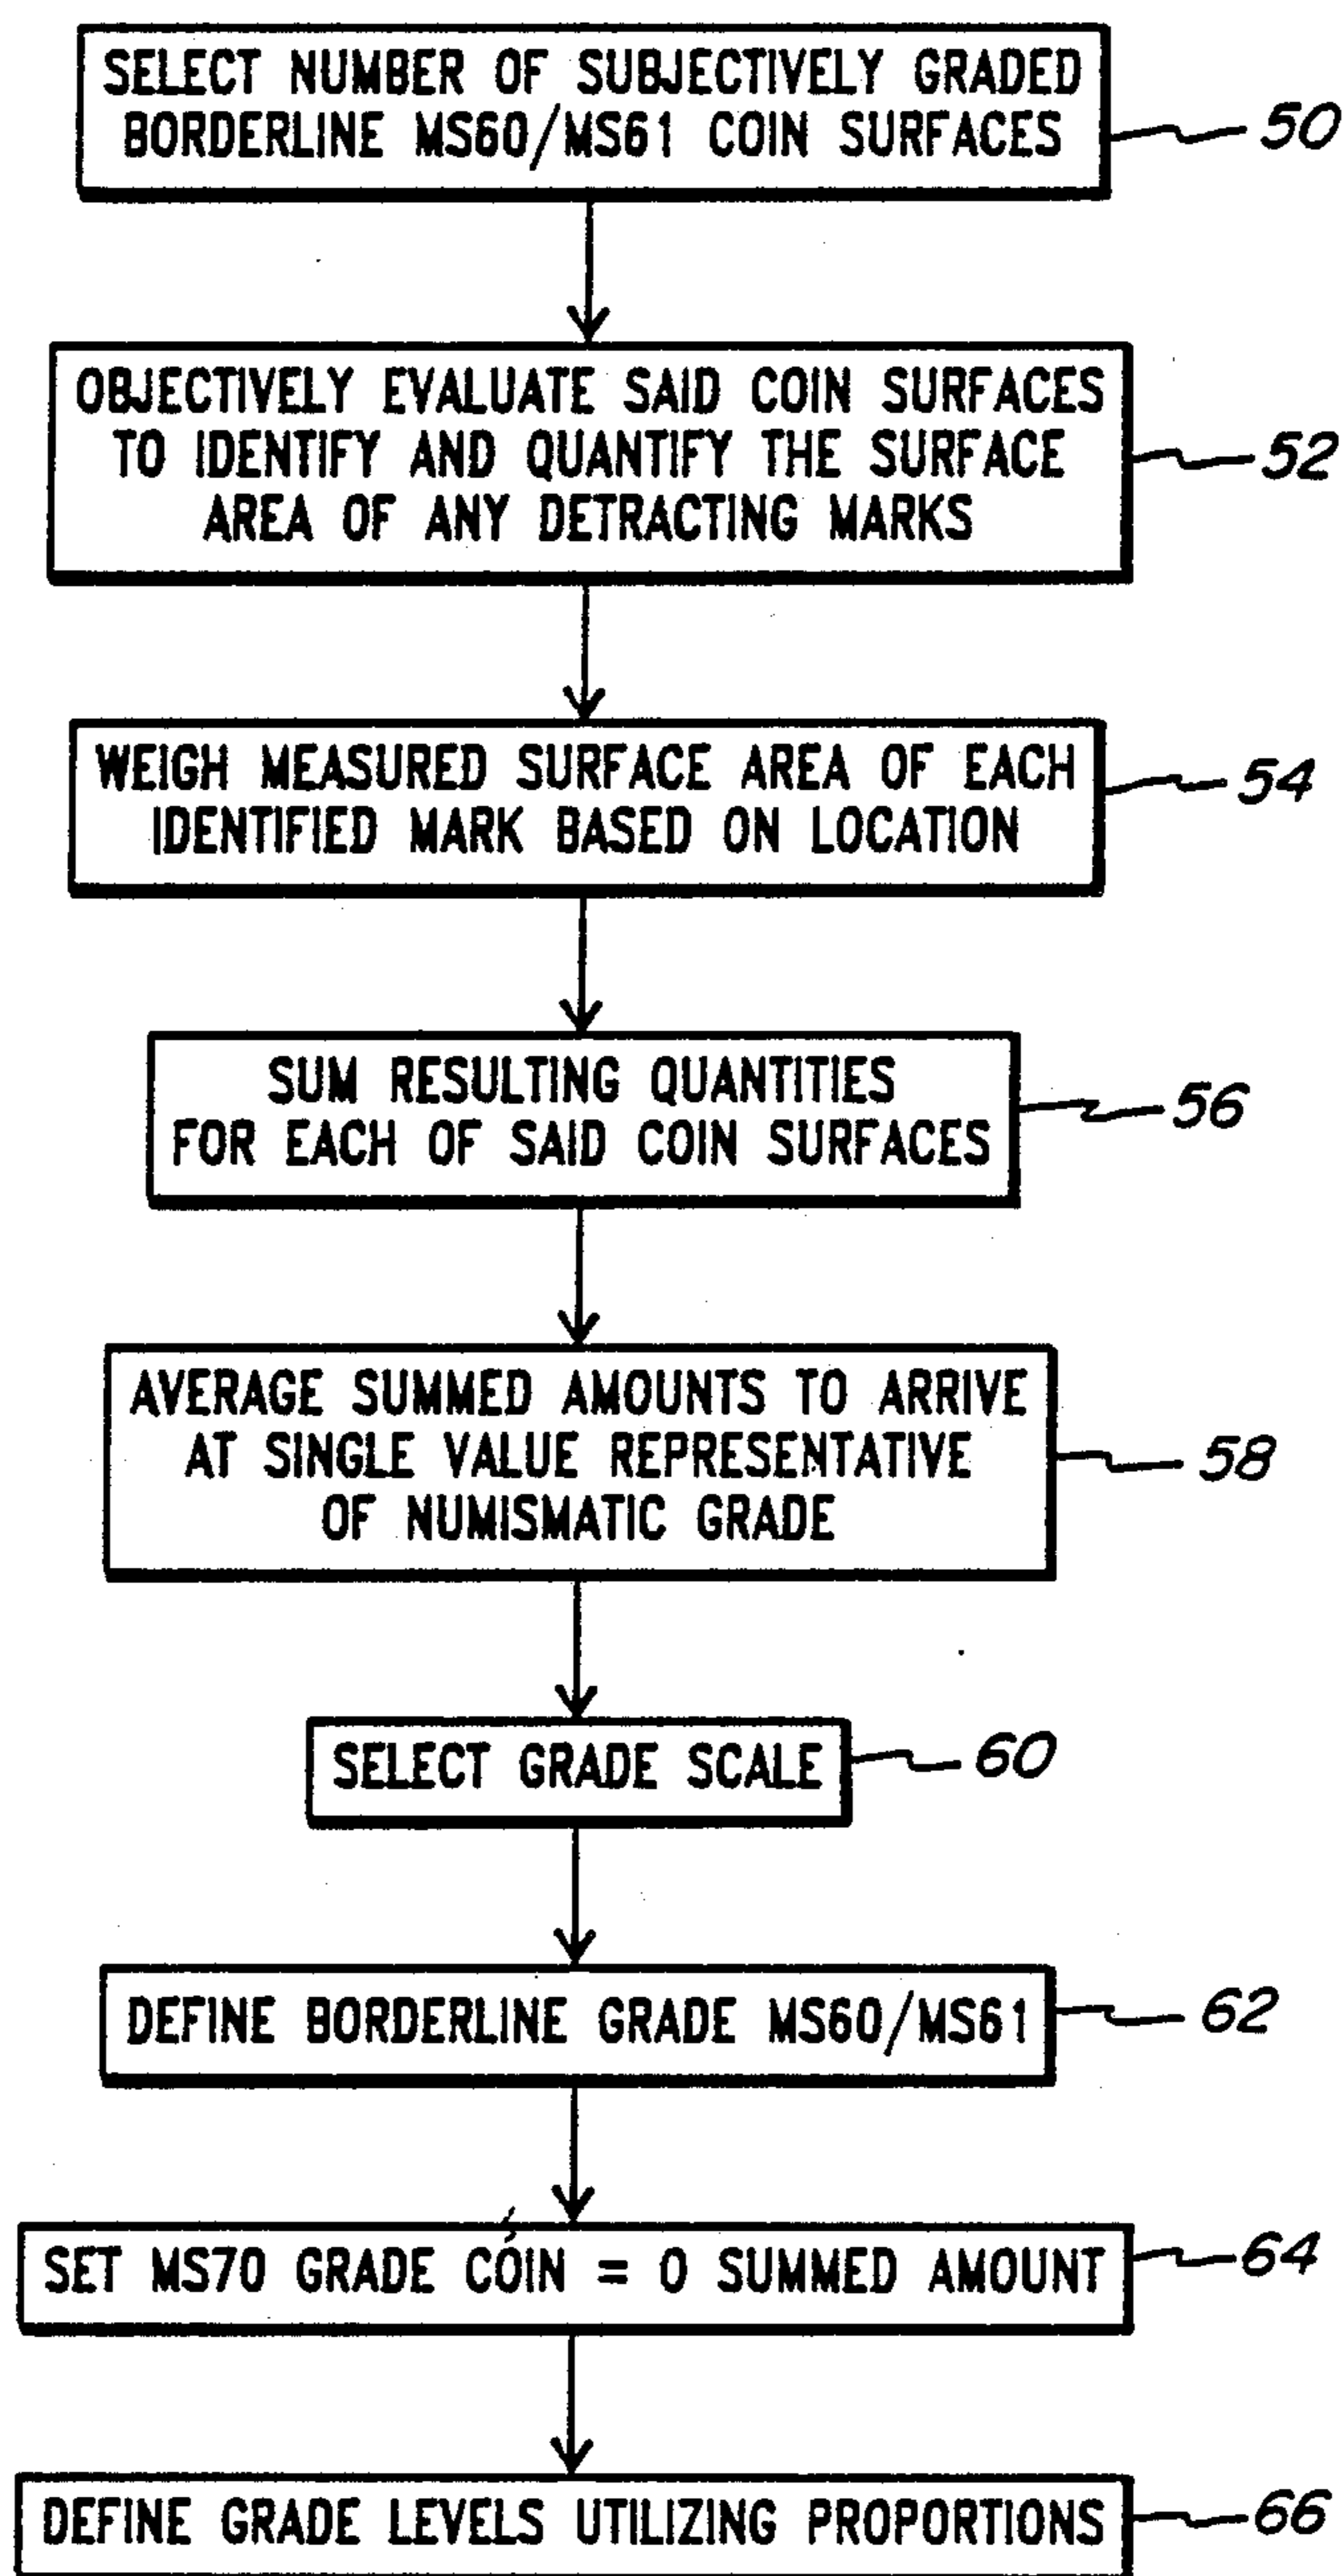 SELECT NUMBER OF SUBJECTIVELY GRADED
BORDERLINE MS60/MS61 COIN SURFACES
50
OBJECTIVELY EVALUATE SAID COIN SURFACES
TO IDENTIFY AND QUANTIFY THE SURFACE
AREA OF ANY DETRACTING MARKS
52
WEIGH MEASURED SURFACE AREA OF EACH
IDENTIFIED MARK BASED ON LOCATION
54
SUM RESULTING QUANTITIES
FOR EACH OF SAID COIN SURFACES
56
AVERAGE SUMMED AMOUNTS TO ARRIVE
AT SINGLE VALUE REPRESENTATIVE
OF NUMISMATIC GRADE
58
SELECT GRADE SCALE
60
DEFINE BORDERLINE GRADE MS60/MS61
62
SET MS70 GRADE COIN = 0 SUMMED AMOUNT
64
DEFINE GRADE LEVELS UTILIZING PROPORTIONS
66